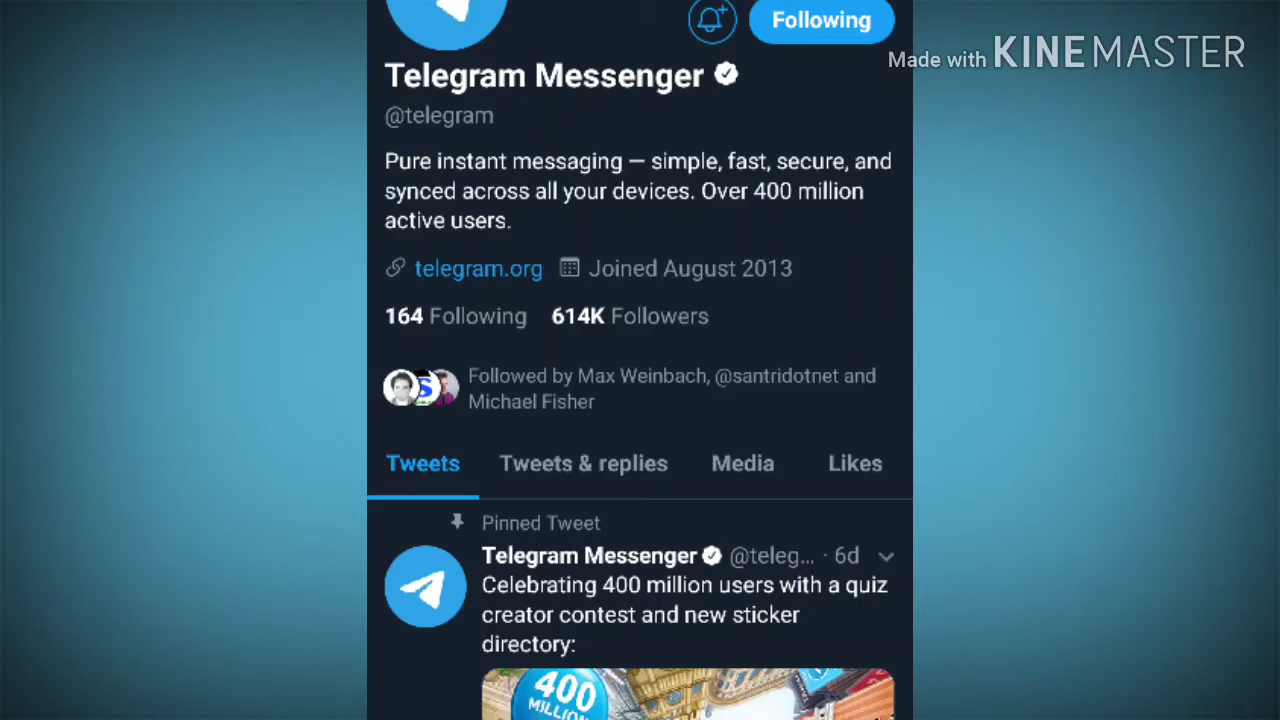 Following
Made with KINEMASTER
Telegram Messenger
@telegram
Pure instant messaging — simple, fast, secure, and
synced across all your devices. Over 400 million
active users.
telegram.org Joined August 2013
164 Following 614K Followers
Followed by Max Weinbach, @santridotnet and
Michael Fisher
Tweets Tweets & replies Media Likes
Pinned Tweet
Telegram Messenger @teleg... · 6d
Celebrating 400 million users with a quiz
creator contest and new sticker
directory:
400
MILLION